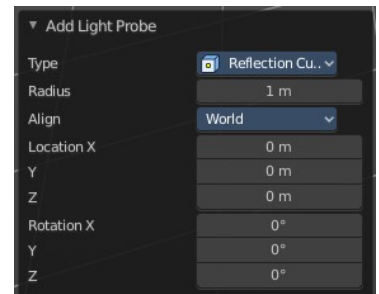 Add Light Probe
Type Reflection Cu..
Radius 1 m
Align World
Location X 0 m
Y 0 m
Z 0 m
Rotation X 0°
Y 0°
Z 0°